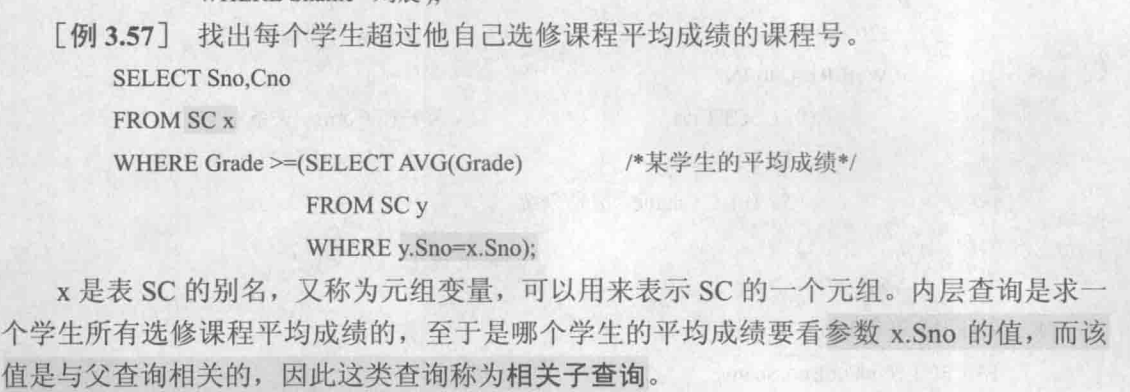 [例 3.57] 找出每个学生超过他自己选修课程平均成绩的课程号。
SELECT Sno,Cno
FROM SC x
WHERE Grade >=(SELECT AVG(Grade) /*某学生的平均成绩*/
FROM SC y
WHERE y.Sno=x.Sno);
x 是表 SC 的别名，又称为元组变量，可以用来表示 SC 的一个元组。内层查询是求一
个学生所有选修课程平均成绩的，至于是哪个学生的平均成绩要看参数 x.Sno 的值，而该
值是与父查询相关的，因此这类查询称为相关子查询。